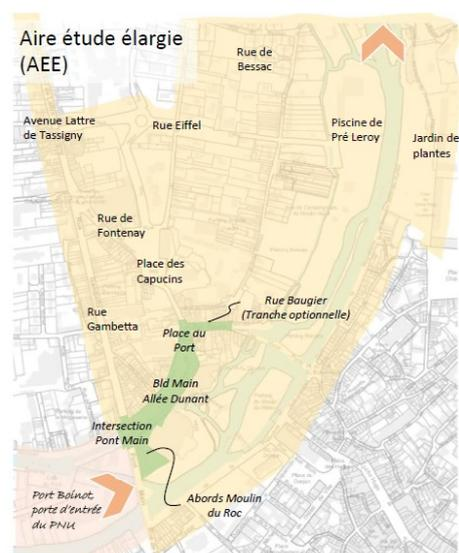 Aire étude élargie
(AEE)
Rue de
Bessac
Avenue Lattre
de Tassigny
Rue Eiffel
Piscine de
Pré Leroy
Jardin de
plantes
Rue de
Fontenay
Place des
Capucins
Rue
Gambetta
Rue Baugier
(Tranche optionnelle)
Place du
Port
Bld Main
Allée Dunant
Intersection
Pont Main
Port Boinot,
porte d'entrée
du PNU
Abords Moulin
du Roc